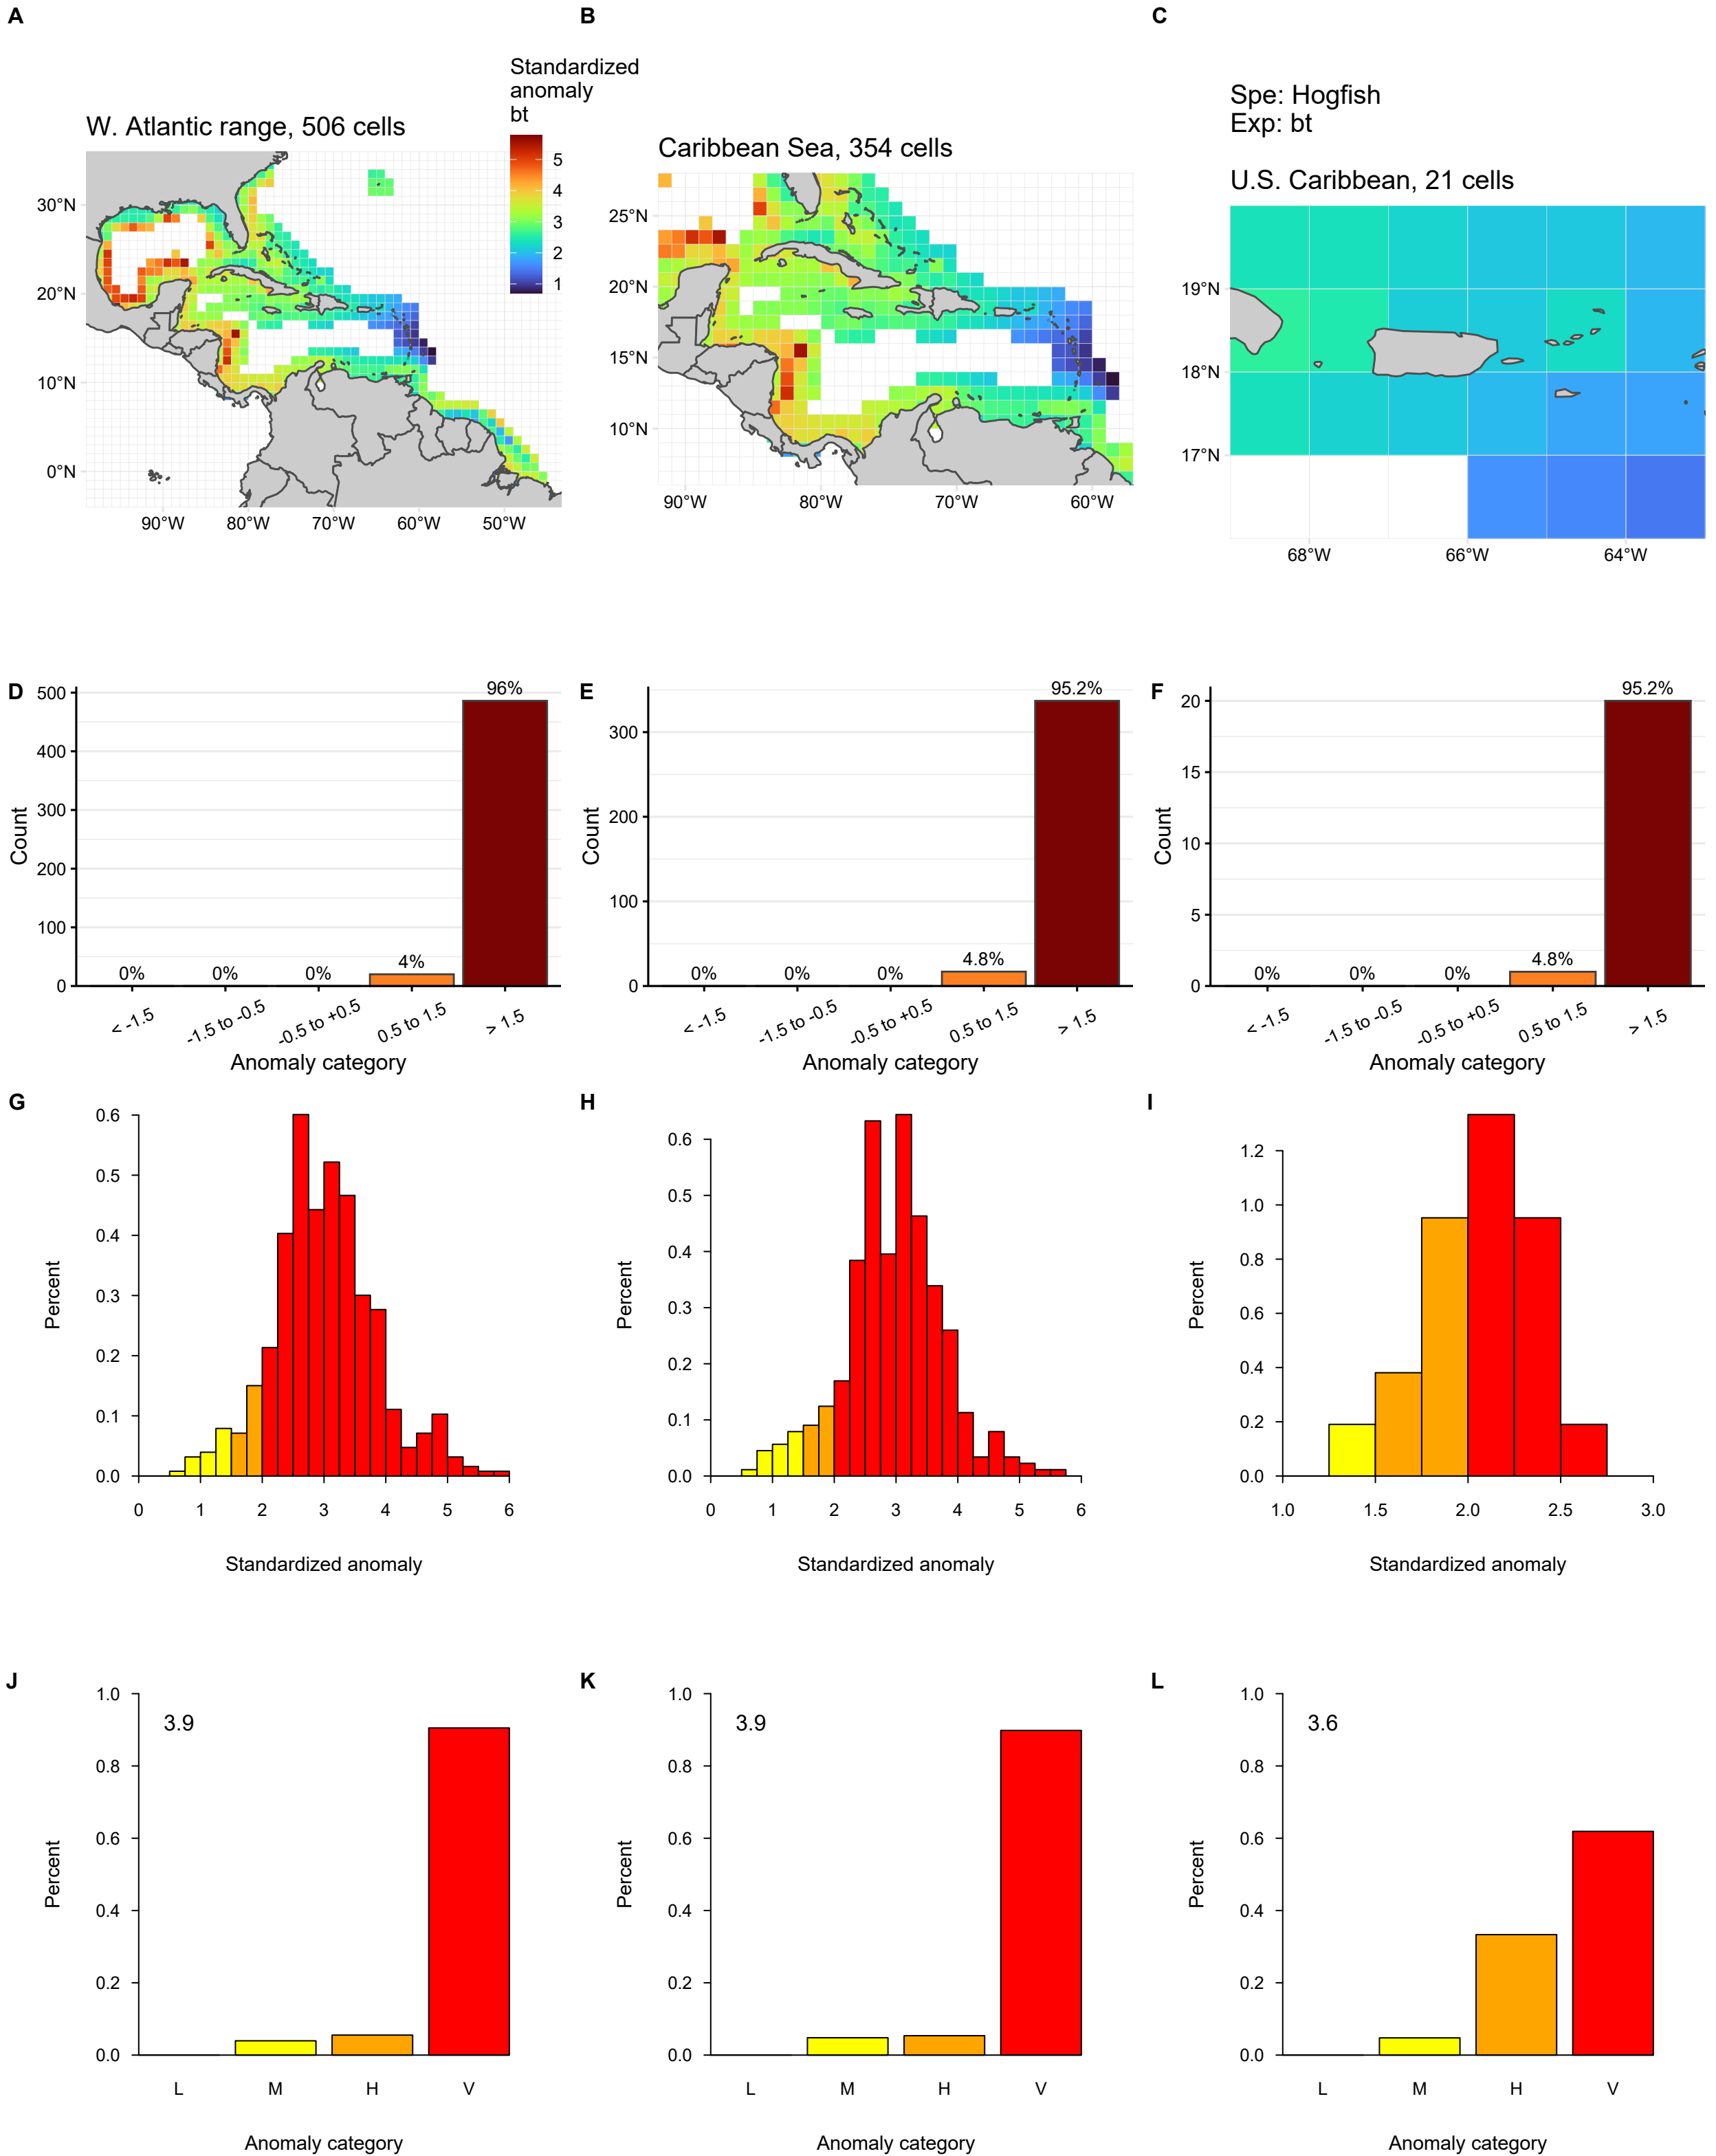 A
B
C
Standardized
anomaly
bt
5
4
3
2
1
W. Atlantic range, 506 cells
30°N
20°N
10°N
0°N
90°W
80°W
70°W
60°W
50°W
Caribbean Sea, 354 cells
25°N
20°N
15°N
10°N
90°W
80°W
70°W
60°W
Spe: Hogfish
Exp: bt
U.S. Caribbean, 21 cells
19°N
18°N
17°N
68°W
66°W
64°W
D
500
400
300
200
100
0
Count
0%
0%
0%
4%
96%
< -1.5
-1.5 to -0.5
-0.5 to +0.5
0.5 to 1.5
> 1.5
Anomaly category
E
300
200
100
0
Count
0%
0%
0%
4.8%
95.2%
< -1.5
-1.5 to -0.5
-0.5 to +0.5
0.5 to 1.5
> 1.5
Anomaly category
F
20
15
10
5
0
Count
0%
0%
0%
4.8%
95.2%
< -1.5
-1.5 to -0.5
-0.5 to +0.5
0.5 to 1.5
> 1.5
Anomaly category
G
0.6
0.5
0.4
0.3
0.2
0.1
0.0
Percent
0
1
2
3
4
5
6
Standardized anomaly
H
0.6
0.5
0.4
0.3
0.2
0.1
0.0
Percent
0
1
2
3
4
5
6
Standardized anomaly
I
1.2
1.0
0.8
0.6
0.4
0.2
0.0
Percent
1.0
1.5
2.0
2.5
3.0
Standardized anomaly
J
1.0
0.8
0.6
0.4
0.2
0.0
Percent
3.9
L
M
H
V
Anomaly category
K
1.0
0.8
0.6
0.4
0.2
0.0
Percent
3.9
L
M
H
V
Anomaly category
L
1.0
0.8
0.6
0.4
0.2
0.0
Percent
3.6
L
M
H
V
Anomaly category